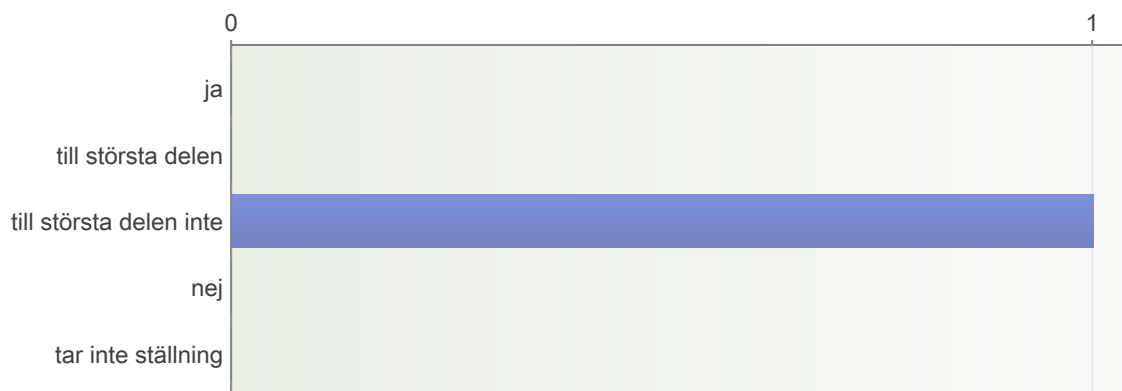 0 1
ja
till största delen
till största delen inte
nej
tar inte ställning